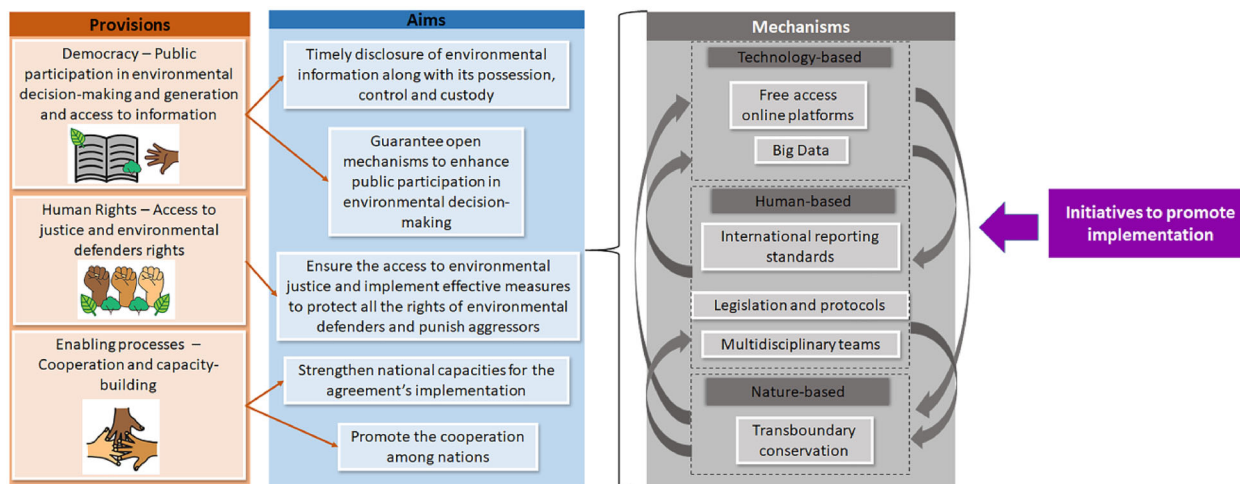 Provisions
Democracy – Public
participation in environmental
decision-making and generation
and access to information
Human Rights – Access to
justice and environmental
defenders rights
Enabling processes –
Cooperation and capacity-
building
Aims
Timely disclosure of environmental
information along with its possession,
control and custody
Guarantee open
mechanisms to enhance
public participation in
environmental decision-
making
Ensure the access to environmental
justice and implement effective measures
to protect all the rights of environmental
defenders and punish aggressors
Strengthen national capacities for the
agreement's implementation
Promote the cooperation
among nations
Mechanisms
Technology-based
Free access
online platforms
Big Data
Human-based
International reporting
standards
Legislation and protocols
Multidisciplinary teams
Nature-based
Transboundary
conservation
Initiatives to promote
implementation